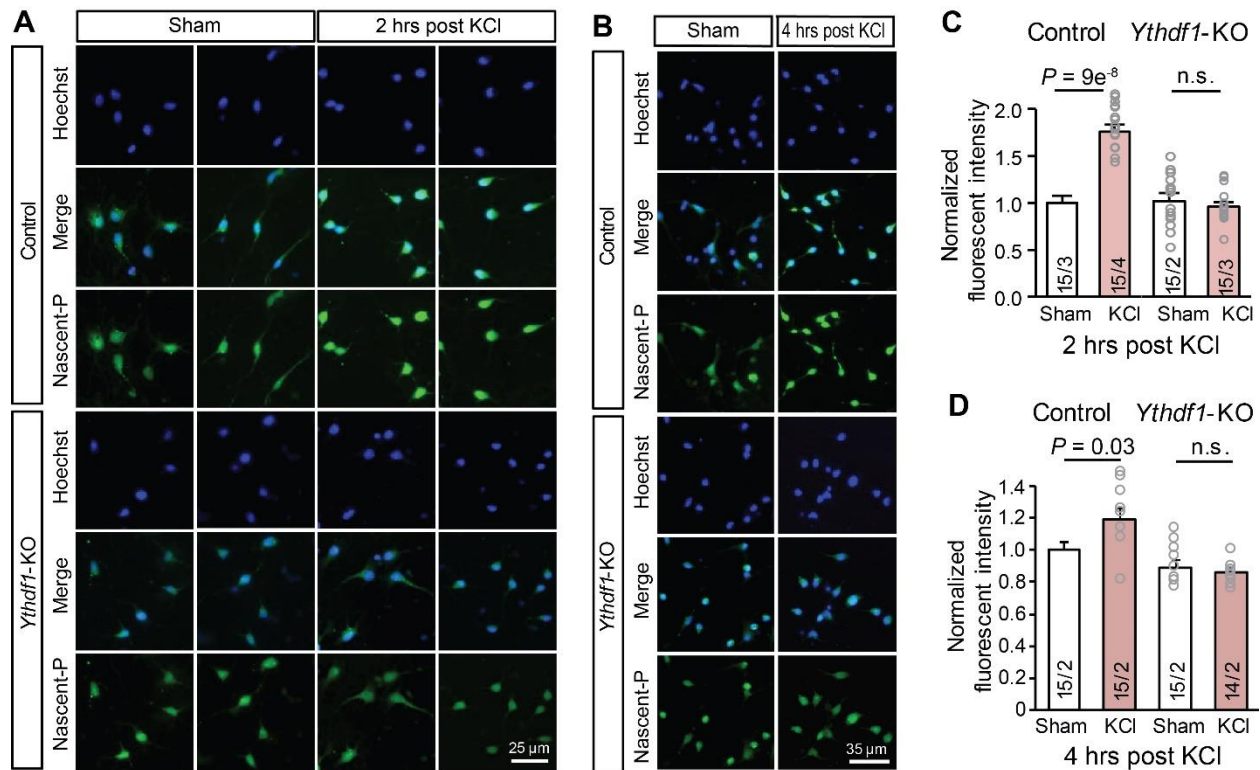 A
Sham
2 hrs post KCl
Control
Hoechst
Merge
Nascent-P
Ythdf1-KO
Hoechst
Merge
Nascent-P
25 µm
B
Sham
4 hrs post KCl
Control
Hoechst
Merge
Nascent-P
Ythdf1-KO
Hoechst
Merge
Nascent-P
35 µm
C
Control
Ythdf1-KO
P = 9e-8
n.s.
Normalized
fluorescent intensity
2.0
1.5
1.0
0.5
0.0
15/3
15/4
15/2
15/3
Sham
KCl
Sham
KCl
2 hrs post KCl
D
Control
Ythdf1-KO
P = 0.03
n.s.
Normalized
fluorescent intensity
1.4
1.2
1.0
0.8
0.6
0.4
0.2
0
15/2
15/2
15/2
14/2
Sham
KCl
Sham
KCl
4 hrs post KCl